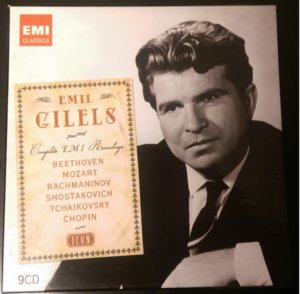 EMI
CLASSICS
EMIL
GILELS
Complete EMI Recordings
BEETHOVEN
MOZART
RACHMANINOV
SHOSTAKOVICH
TCHAIKOVSKY
CHOPIN
ICON
9CD